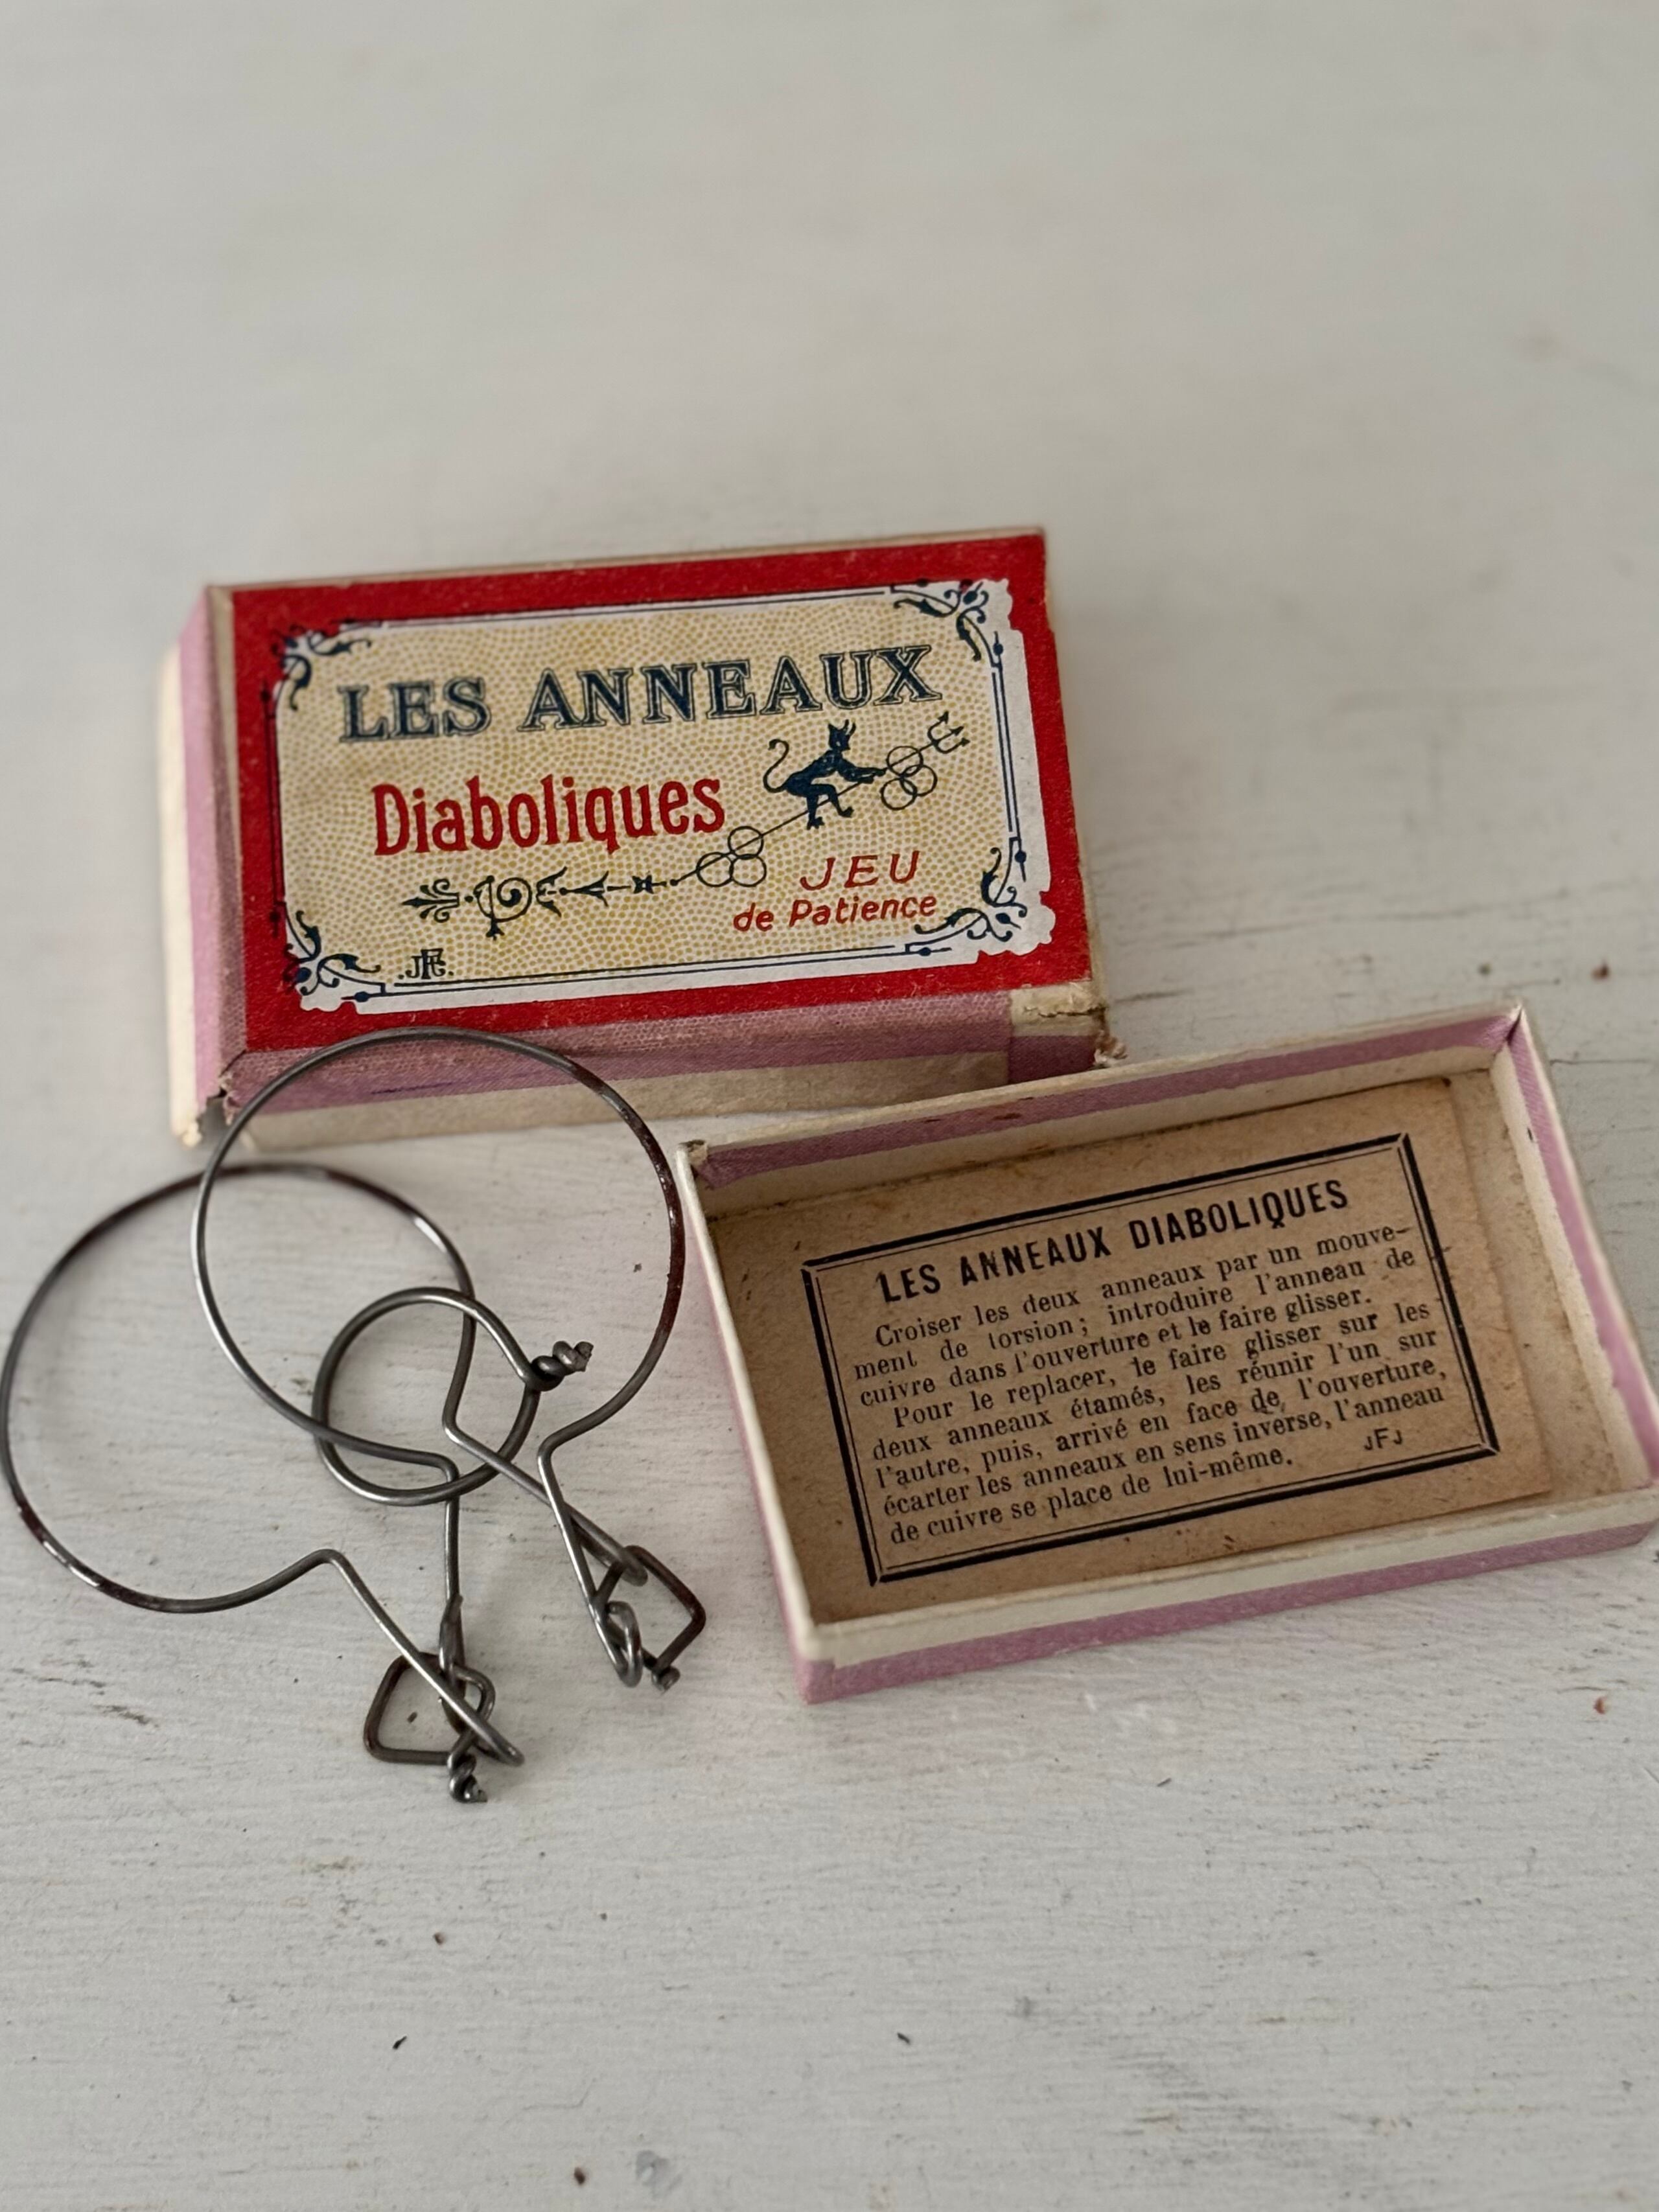 LES ANNEAUX
Diaboliques
JEU
de Patience
JFJ
LES ANNEAUX DIABOLIQUES
Croiser les deux anneaux par un mouve-
ment de torsion; introduire l'anneau de
cuivre dans l'ouverture et le faire glisser.
Pour le replacer, le faire glisser sur les
deux anneaux étamés, les réunir l'un sur
l'autre, puis, arrivé en face de, l'ouverture,
écarter les anneaux en sens inverse, l'anneau
de cuivre se place de lui-même.
JFJ